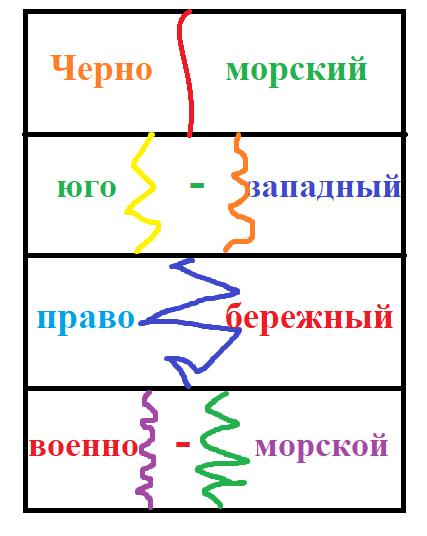 Черно морский
юго - западный
право бережный
военно - морской